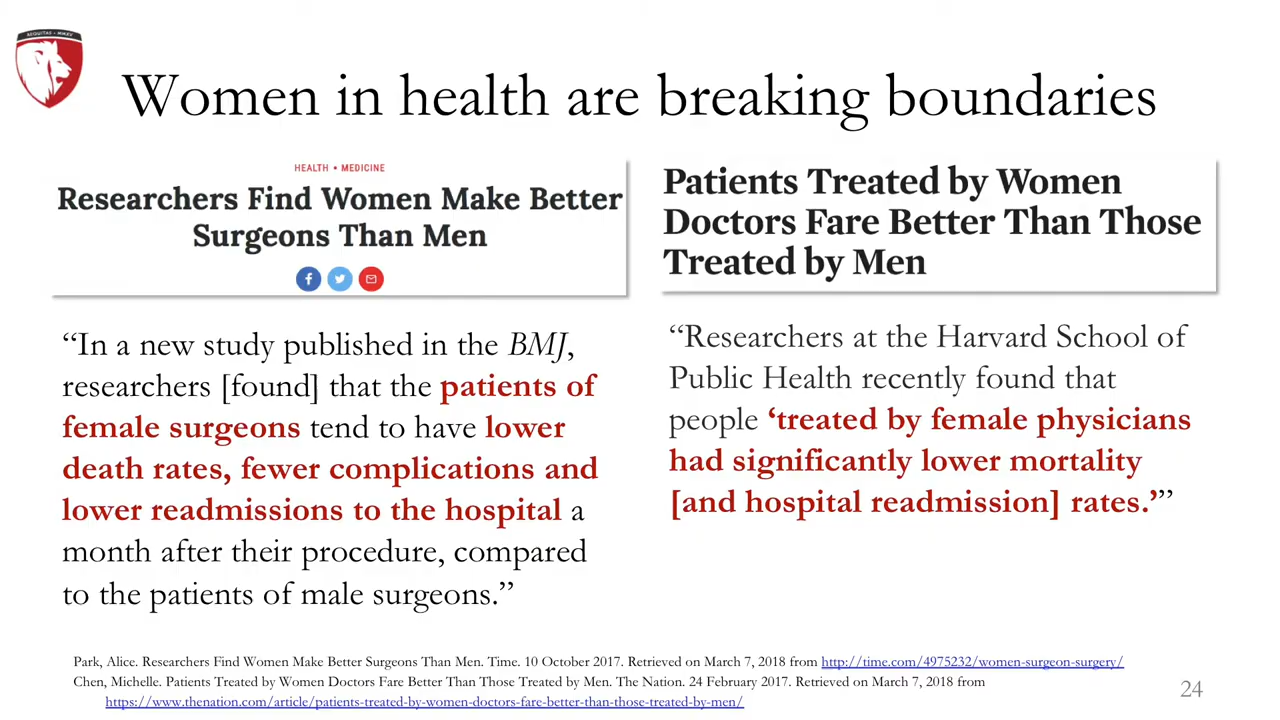 AEQUITAS • MMXV
Women in health are breaking boundaries
HEALTH • MEDICINE
Researchers Find Women Make Better
Surgeons Than Men
“In a new study published in the BMJ,
researchers [found] that the patients of
female surgeons tend to have lower
death rates, fewer complications and
lower readmissions to the hospital a
month after their procedure, compared
to the patients of male surgeons.”
Patients Treated by Women
Doctors Fare Better Than Those
Treated by Men
“Researchers at the Harvard School of
Public Health recently found that
people ‘treated by female physicians
had significantly lower mortality
[and hospital readmission] rates.’”
Park, Alice. Researchers Find Women Make Better Surgeons Than Men. Time. 10 October 2017. Retrieved on March 7, 2018 from http://time.com/4975232/women-surgeon-surgery/
Chen, Michelle. Patients Treated by Women Doctors Fare Better Than Those Treated by Men. The Nation. 24 February 2017. Retrieved on March 7, 2018 from
https://www.thenation.com/article/patients-treated-by-women-doctors-fare-better-than-those-treated-by-men/
24